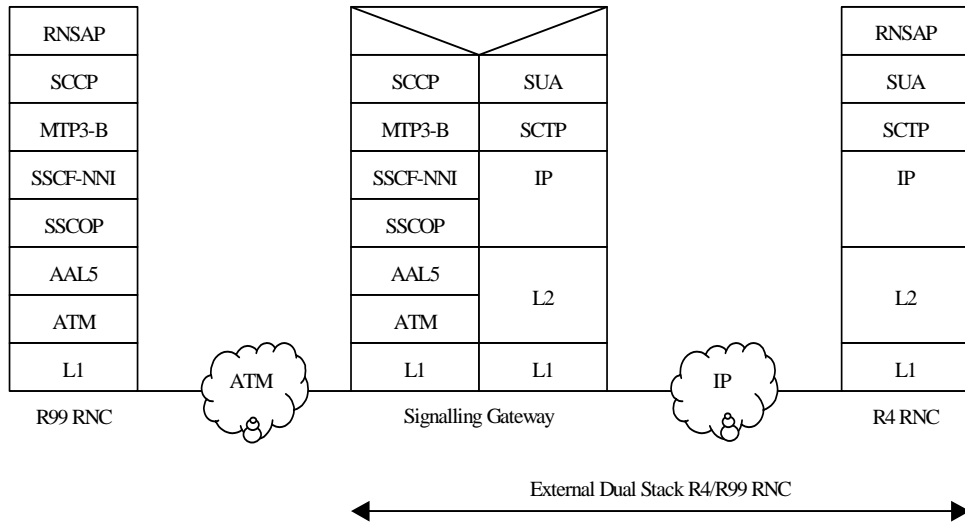 RNSAP
SCCP
MTP3-B
SSCF-NNI
SSCOP
AAL5
ATM
L1
R99 RNC
ATM
SCCP
MTP3-B
SSCF-NNI
SSCOP
AAL5
ATM
L1
SUA
SCTP
IP
L2
L1
Signalling Gateway
IP
RNSAP
SUA
SCTP
IP
L2
L1
R4 RNC
External Dual Stack R4/R99 RNC